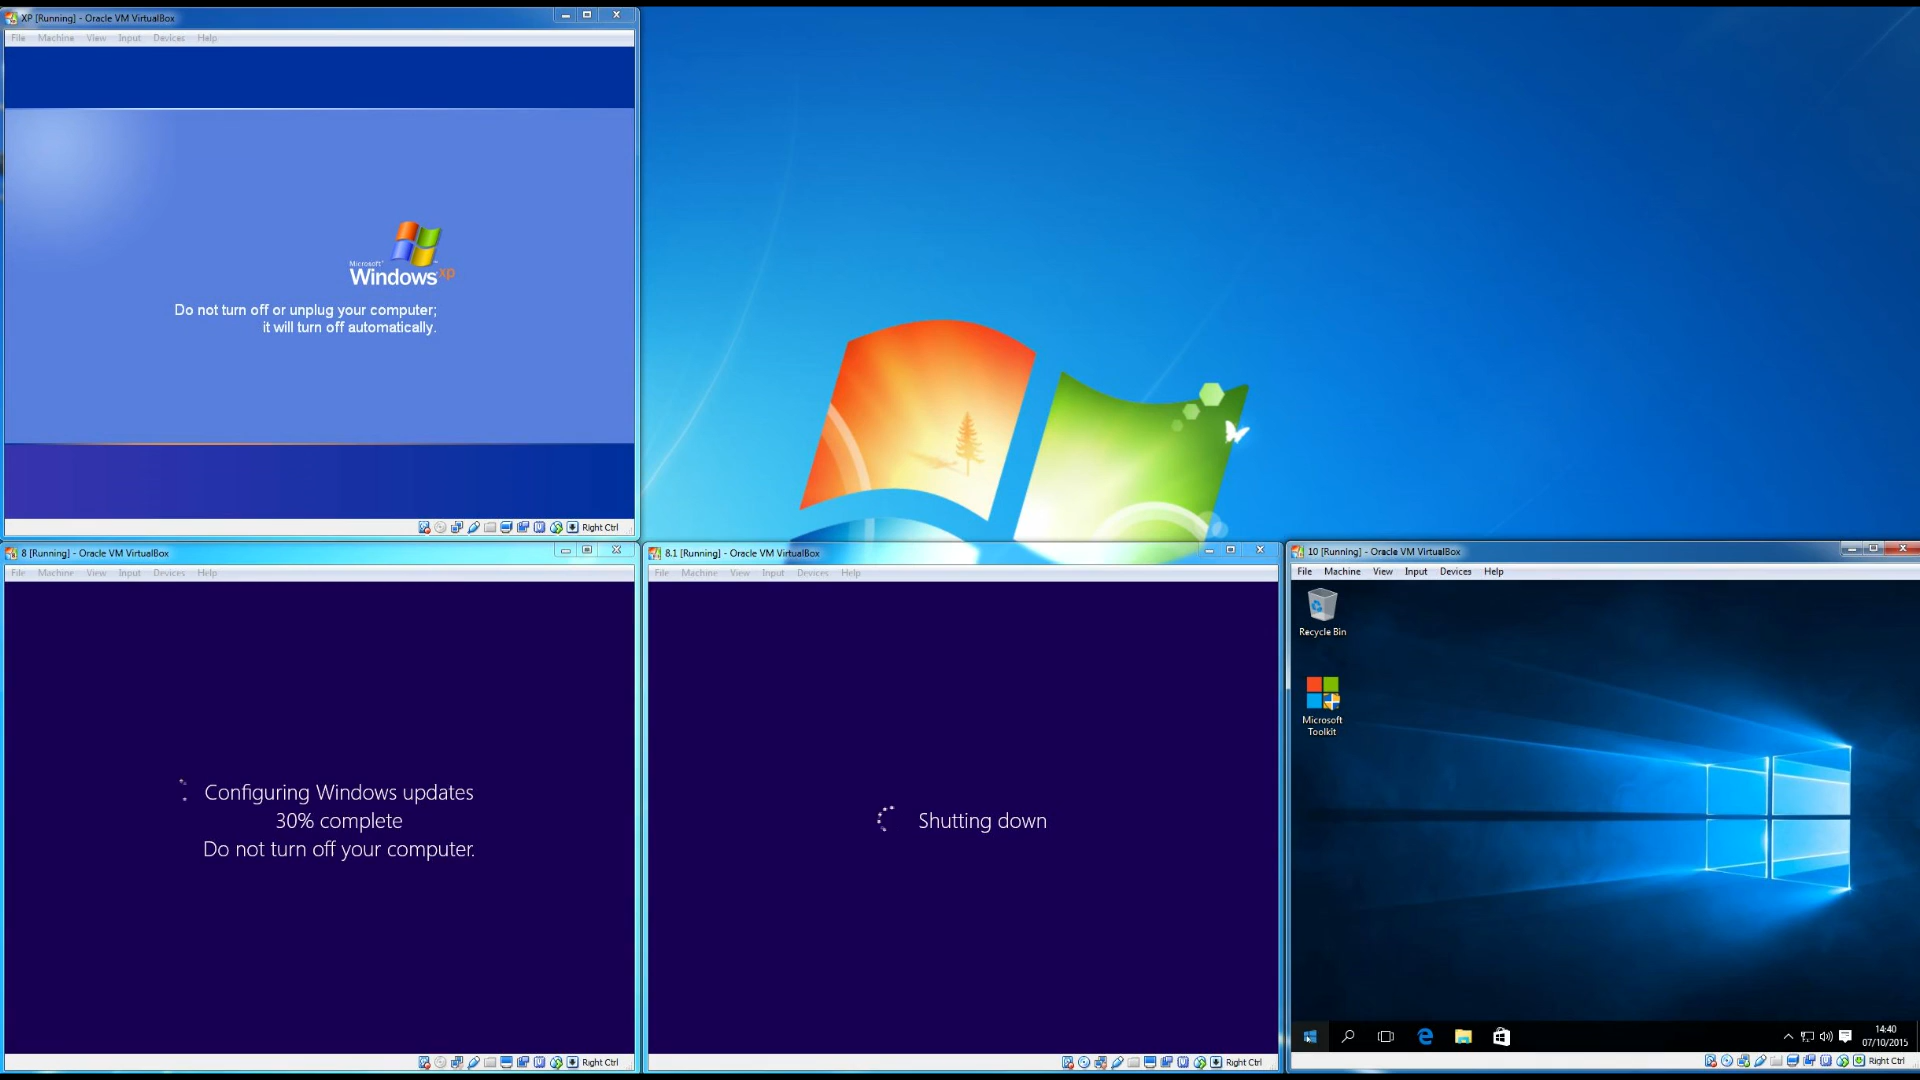 XP [Running] - Oracle VM VirtualBox
File Machine View Input Devices Help
Microsoft
Windows xp
Do not turn off or unplug your computer;
it will turn off automatically.
Right Ctrl
8 [Running] - Oracle VM VirtualBox
File Machine View Input Devices Help
Configuring Windows updates
30% complete
Do not turn off your computer.
Right Ctrl
8.1 [Running] - Oracle VM VirtualBox
File Machine View Input Devices Help
Shutting down
Right Ctrl
10 [Running] - Oracle VM VirtualBox
File Machine View Input Devices Help
Recycle Bin
Microsoft
Toolkit
14:40
07/10/2015
Right Ctrl